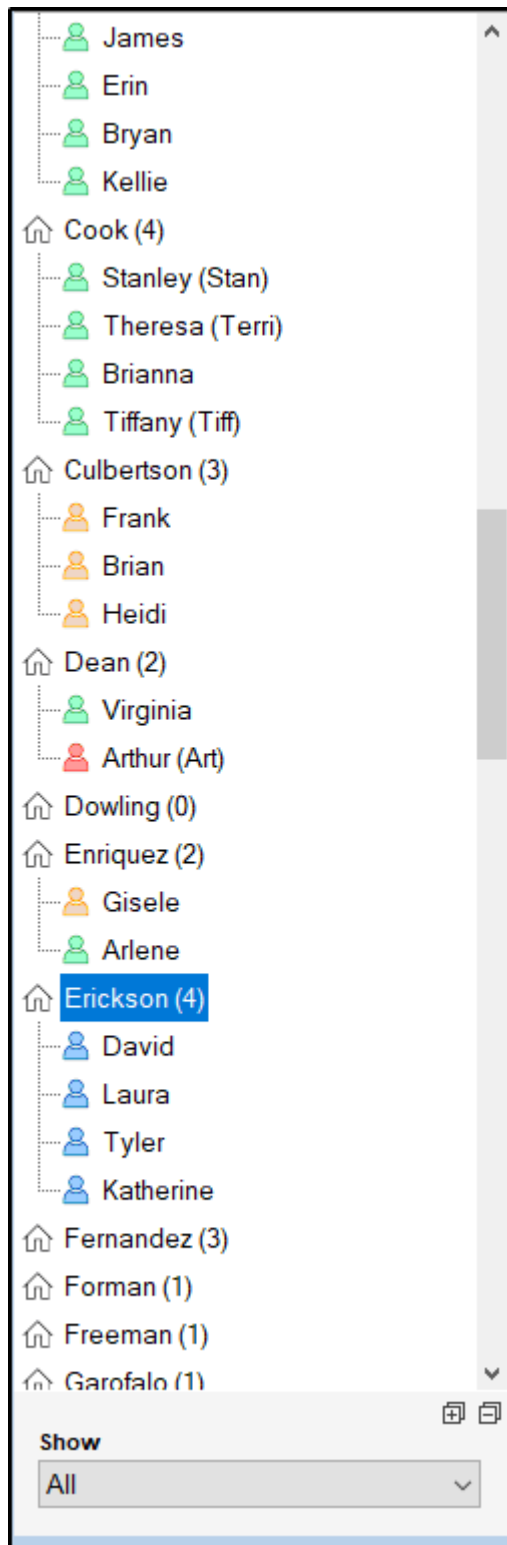 James
Erin
Bryan
Kellie
Cook (4)
Stanley (Stan)
Theresa (Terri)
Brianna
Tiffany (Tiff)
Culbertson (3)
Frank
Brian
Heidi
Dean (2)
Virginia
Arthur (Art)
Dowling (0)
Enriquez (2)
Gisele
Arlene
Erickson (4)
David
Laura
Tyler
Katherine
Fernandez (3)
Forman (1)
Freeman (1)
Garofalo (1)
Show
All